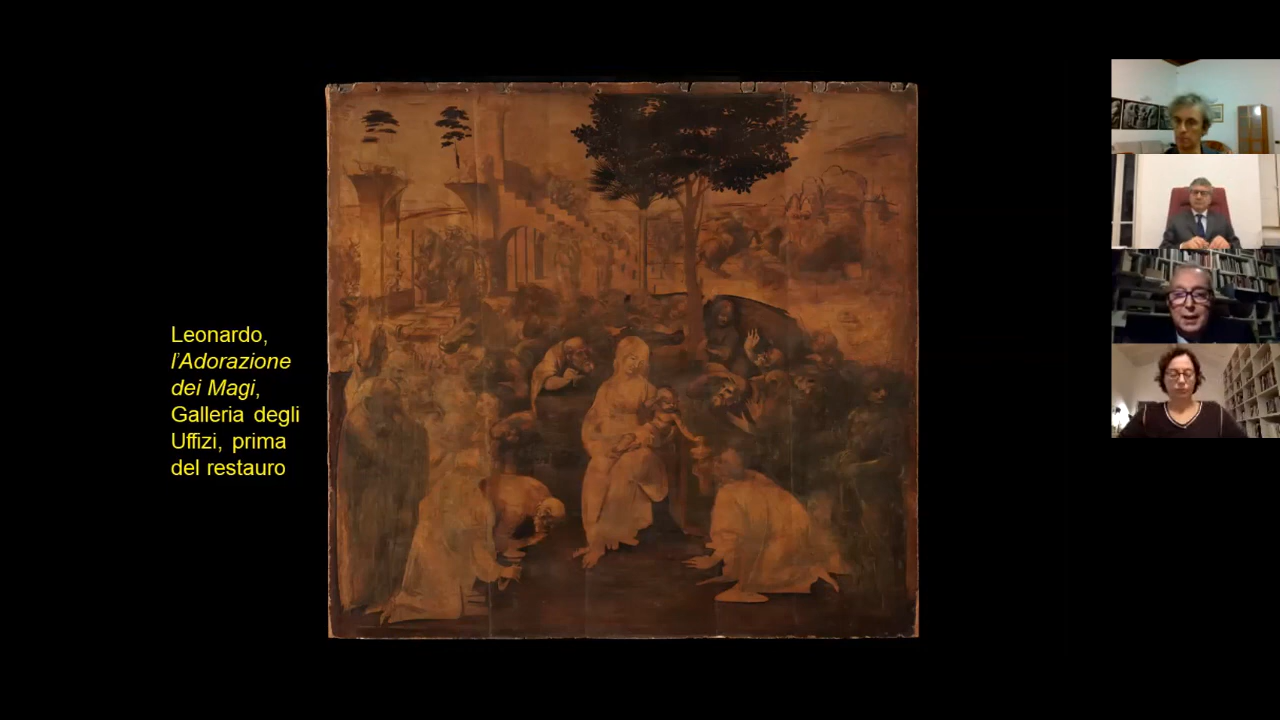 Leonardo,
l'Adorazione
dei Magi,
Galleria degli
Uffizi, prima
del restauro